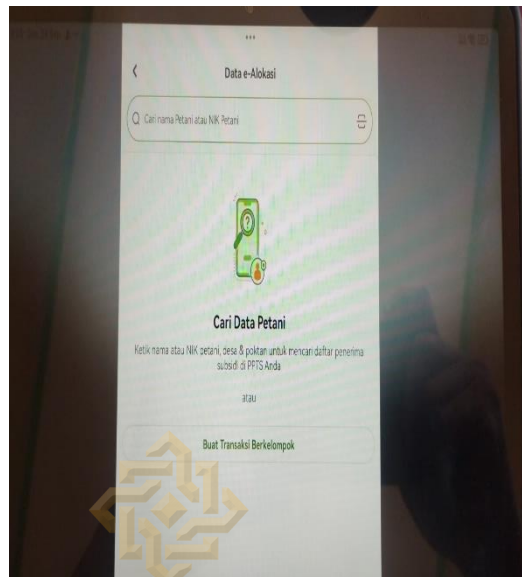 Data e-Alokasi
Cari nama Petani atau NIK Petani
Cari Data Petani
Ketik nama atau NIK petani, desa & poktan untuk mencari daftar penerima
subsidi di PPTS Anda
atau
Buat Transaksi Berkelompok